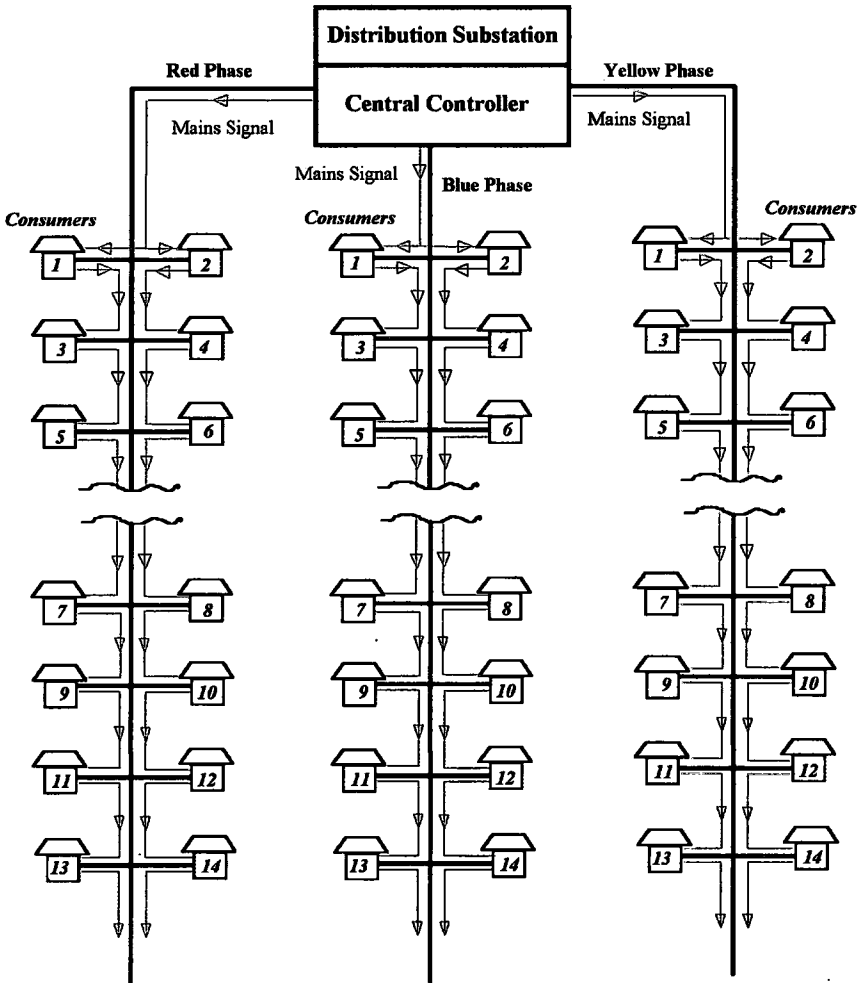 Distribution Substation
Central Controller
Red Phase
Yellow Phase
Mains Signal
Mains Signal
Mains Signal
Blue Phase
Consumers
Consumers
Consumers
1 2
1 2
1 2
3 4
3 4
3 4
5 6
5 6
5 6
7 8
7 8
7 8
9 10
9 10
9 10
11 12
11 12
11 12
13 14
13 14
13 14